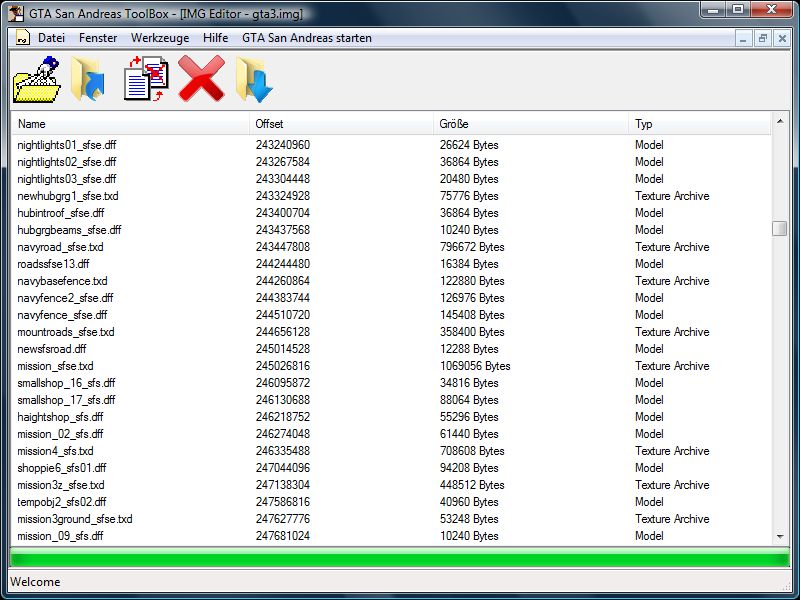 GTA San Andreas ToolBox - [IMG Editor - gta3.img]
Datei Fenster Werkzeuge Hilfe GTA San Andreas starten
Name Offset Größe Typ
nightlights01_sfse.dff 243240960 26624 Bytes Model
nightlights02_sfse.dff 243267584 36864 Bytes Model
nightlights03_sfse.dff 243304448 20480 Bytes Model
newhubgrg1_sfse.txd 243324928 75776 Bytes Texture Archive
hubintroof_sfse.dff 243400704 36864 Bytes Model
hubgrgbeams_sfse.dff 243437568 10240 Bytes Model
navyroad_sfse.txd 243447808 796672 Bytes Texture Archive
roadssfse13.dff 244244480 16384 Bytes Model
navybasefence.txd 244260864 122880 Bytes Texture Archive
navyfence2_sfse.dff 244383744 126976 Bytes Model
navyfence_sfse.dff 244510720 145408 Bytes Model
mountroads_sfse.txd 244656128 358400 Bytes Texture Archive
newsfsroad.dff 245014528 12288 Bytes Model
mission_sfse.txd 245026816 1069056 Bytes Texture Archive
smallshop_16_sfs.dff 246095872 34816 Bytes Model
smallshop_17_sfs.dff 246130688 88064 Bytes Model
haightshop_sfs.dff 246218752 55296 Bytes Model
mission_02_sfs.dff 246274048 61440 Bytes Model
mission4_sfs.txd 246335488 708608 Bytes Texture Archive
shoppie6_sfs01.dff 247044096 94208 Bytes Model
mission3z_sfse.txd 247138304 448512 Bytes Texture Archive
tempobj2_sfs02.dff 247586816 40960 Bytes Model
mission3ground_sfse.txd 247627776 53248 Bytes Texture Archive
mission_09_sfs.dff 247681024 10240 Bytes Model
Welcome